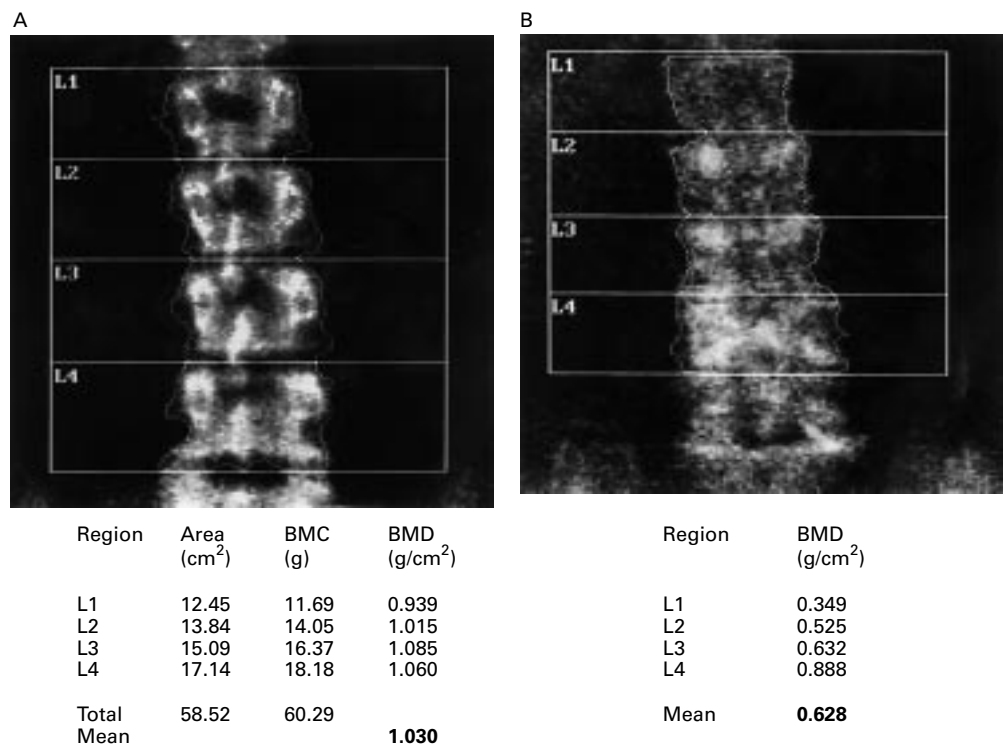 A
L1
L2
L3
L4
Region Area BMC BMD
(cm2) (g) (g/cm2)
L1 12.45 11.69 0.939
L2 13.84 14.05 1.015
L3 15.09 16.37 1.085
L4 17.14 18.18 1.060
Total 58.52 60.29
Mean 1.030
B
L1
L2
L3
L4
Region BMD
(g/cm2)
L1 0.349
L2 0.525
L3 0.632
L4 0.888
Mean 0.628